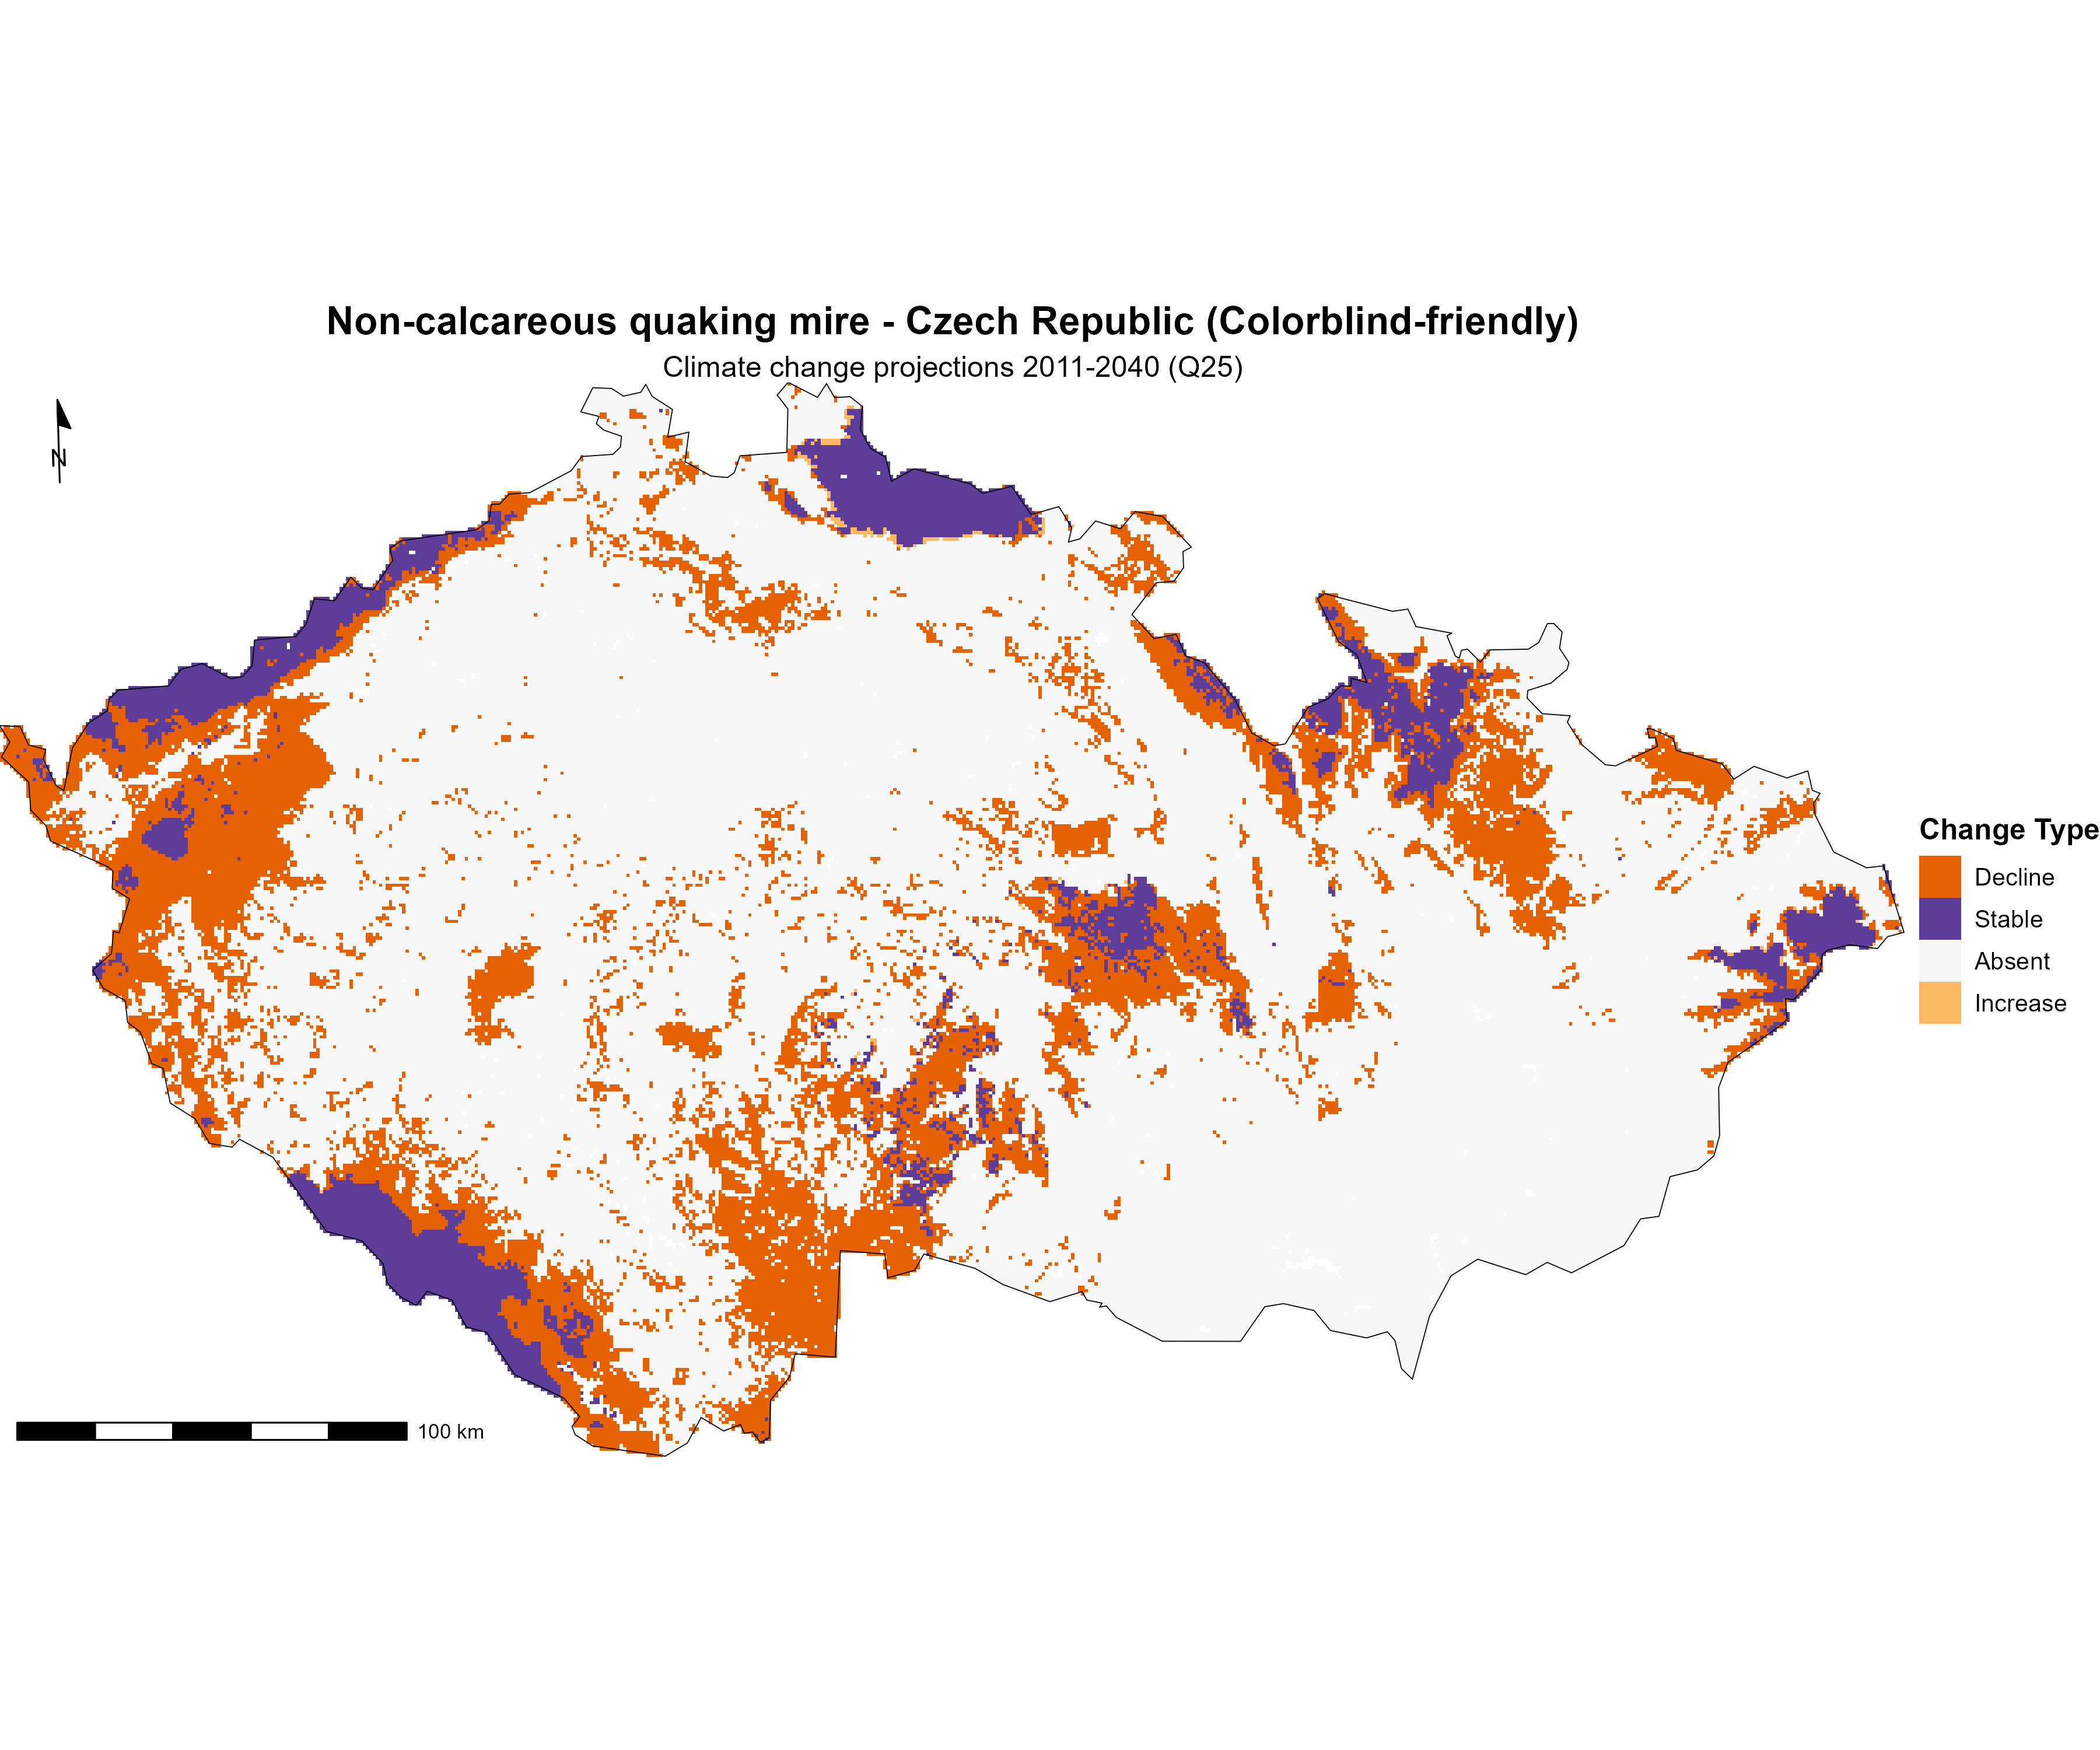 Non-calcareous quaking mire - Czech Republic (Colorblind-friendly)
Climate change projections 2011-2040 (Q25)
N
Change Type
Decline
Stable
Absent
Increase
100 km